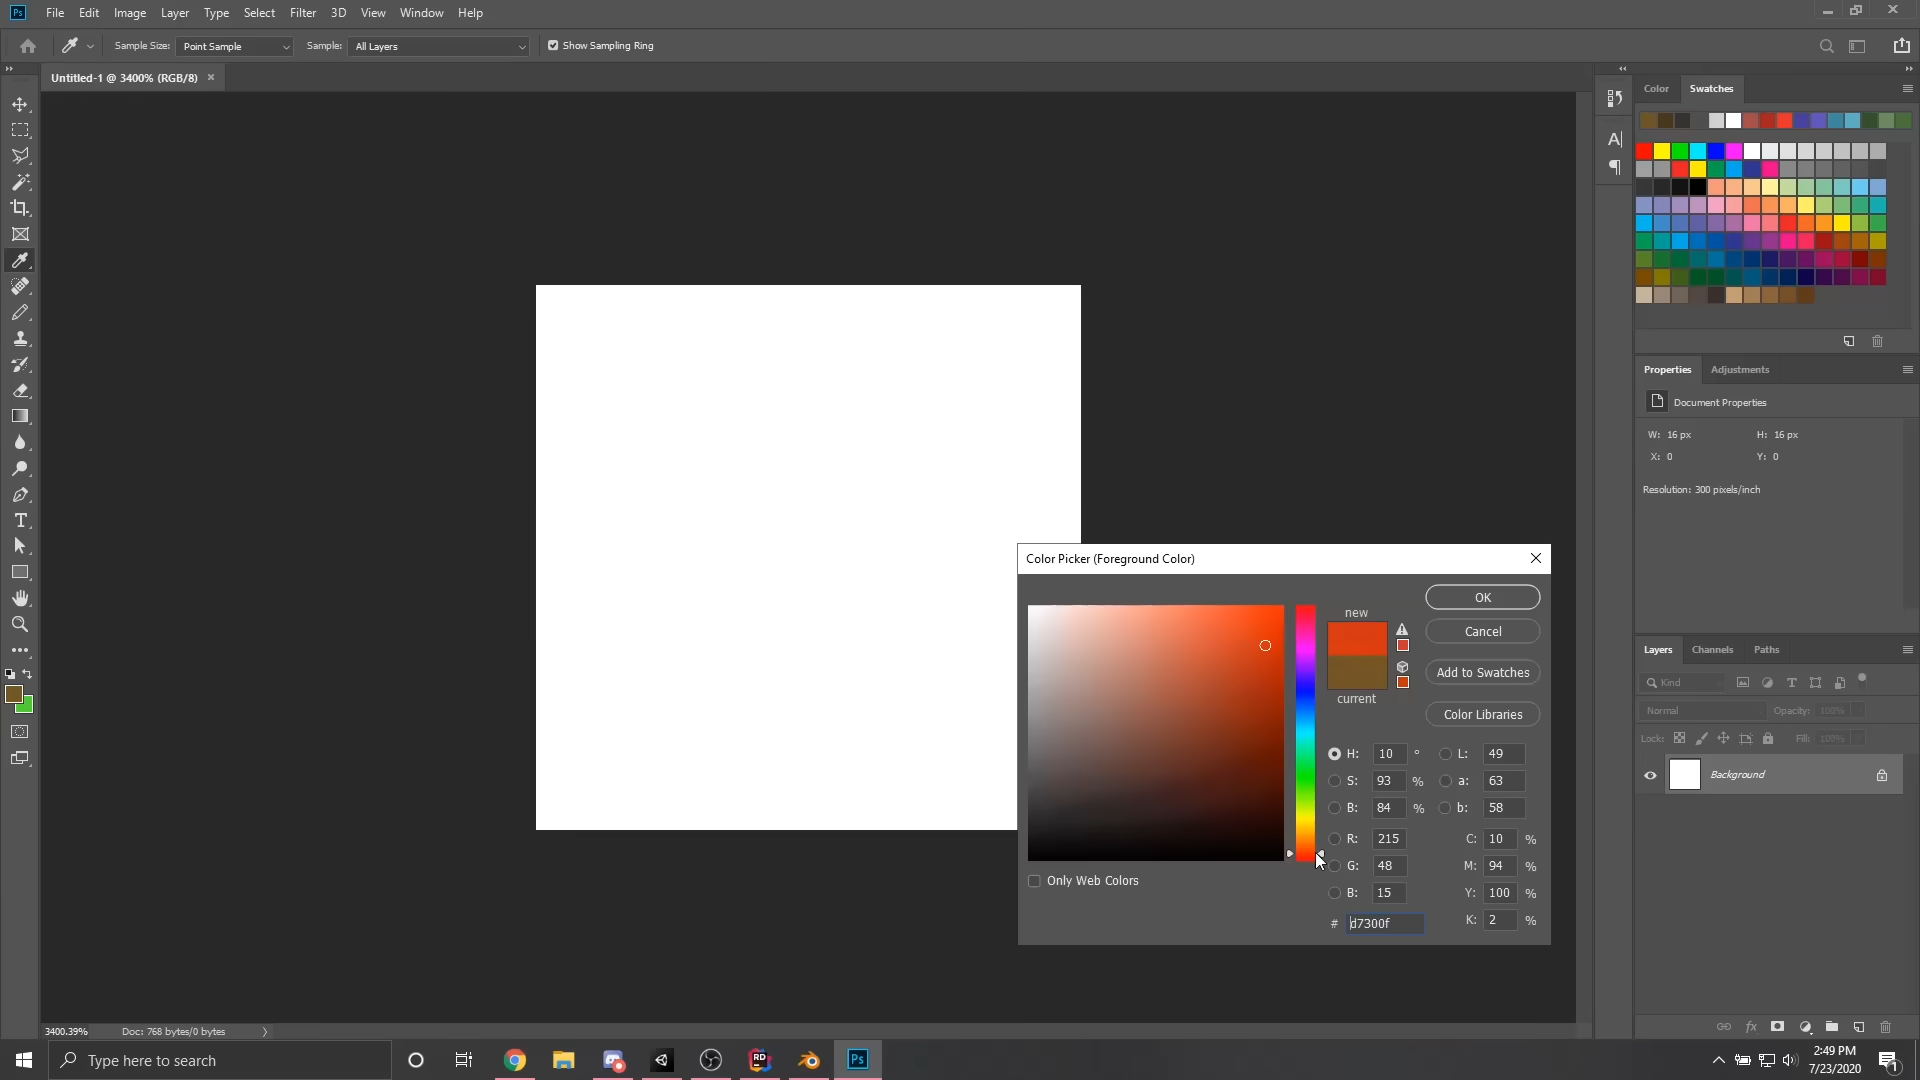 Ps File Edit Image Layer Type Select Filter 3D View Window Help
Sample Size: Point Sample Sample: All Layers Show Sampling Ring
Untitled-1 @ 3400% (RGB/8)
Color Swatches
Properties Adjustments
Document Properties
W: 16 px H: 16 px
X: 0 Y: 0
Resolution: 300 pixels/inch
Color Picker (Foreground Color)
new
current
OK
Cancel
Add to Swatches
Color Libraries
H: 10 ° L: 49
S: 93 % a: 63
B: 84 % b: 58
R: 215 C: 10 %
G: 48 M: 94 %
B: 15 Y: 100 %
# d7300f K: 2 %
Only Web Colors
Layers Channels Paths
Kind
Normal Opacity: 100%
Lock: Fill: 100%
Background
3400.39% Doc: 768 bytes/0 bytes
Type here to search
RD
Ps
2:49 PM
7/23/2020
1